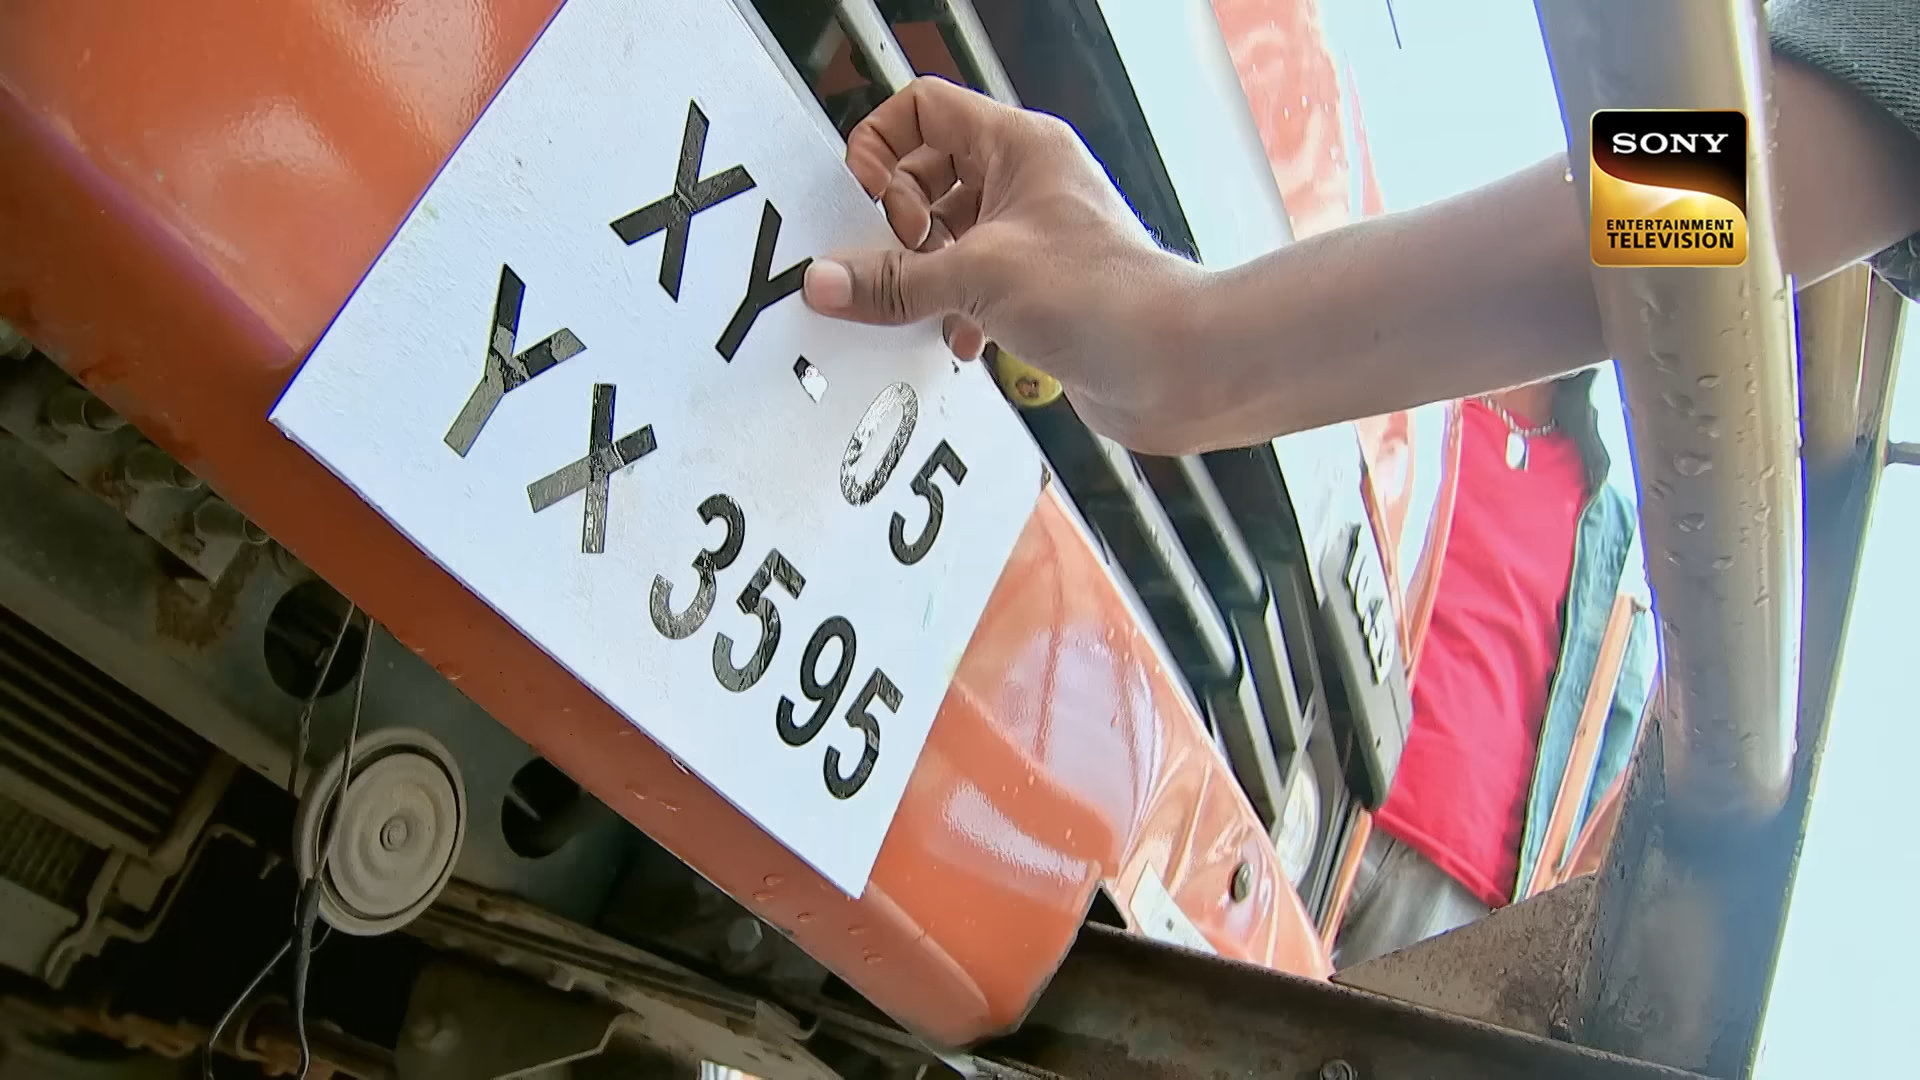 XY·05
YX 3595
SONY
ENTERTAINMENT
TELEVISION